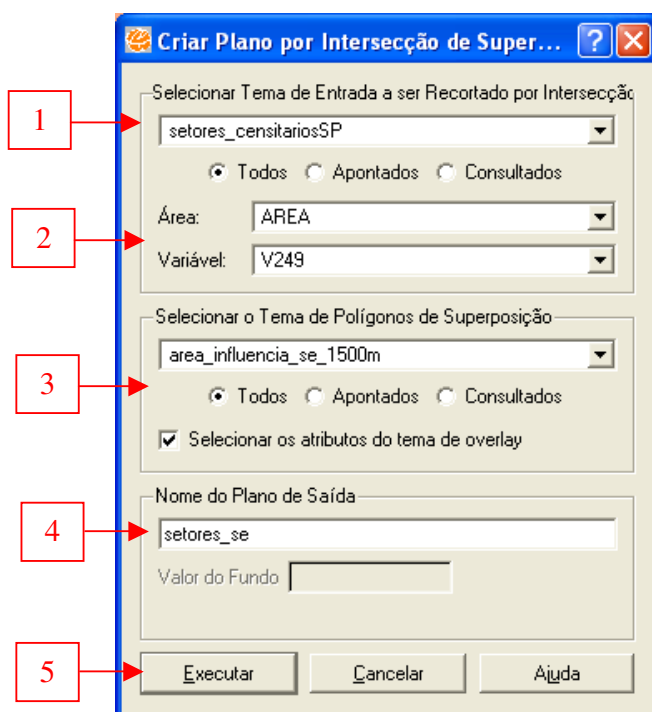 Criar Plano por Intersecção de Super...
Selecionar Tema de Entrada a ser Recortado por Intersecção
1
setores_censitariosSP
Todos Apontados Consultados
Área: AREA
2
Variável: V249
Selecionar o Tema de Polígonos de Superposição
area_influencia_se_1500m
3
Todos Apontados Consultados
Selecionar os atributos do tema de overlay
Nome do Plano de Saída
4
setores_se
Valor do Fundo
5
Executar Cancelar Ajuda